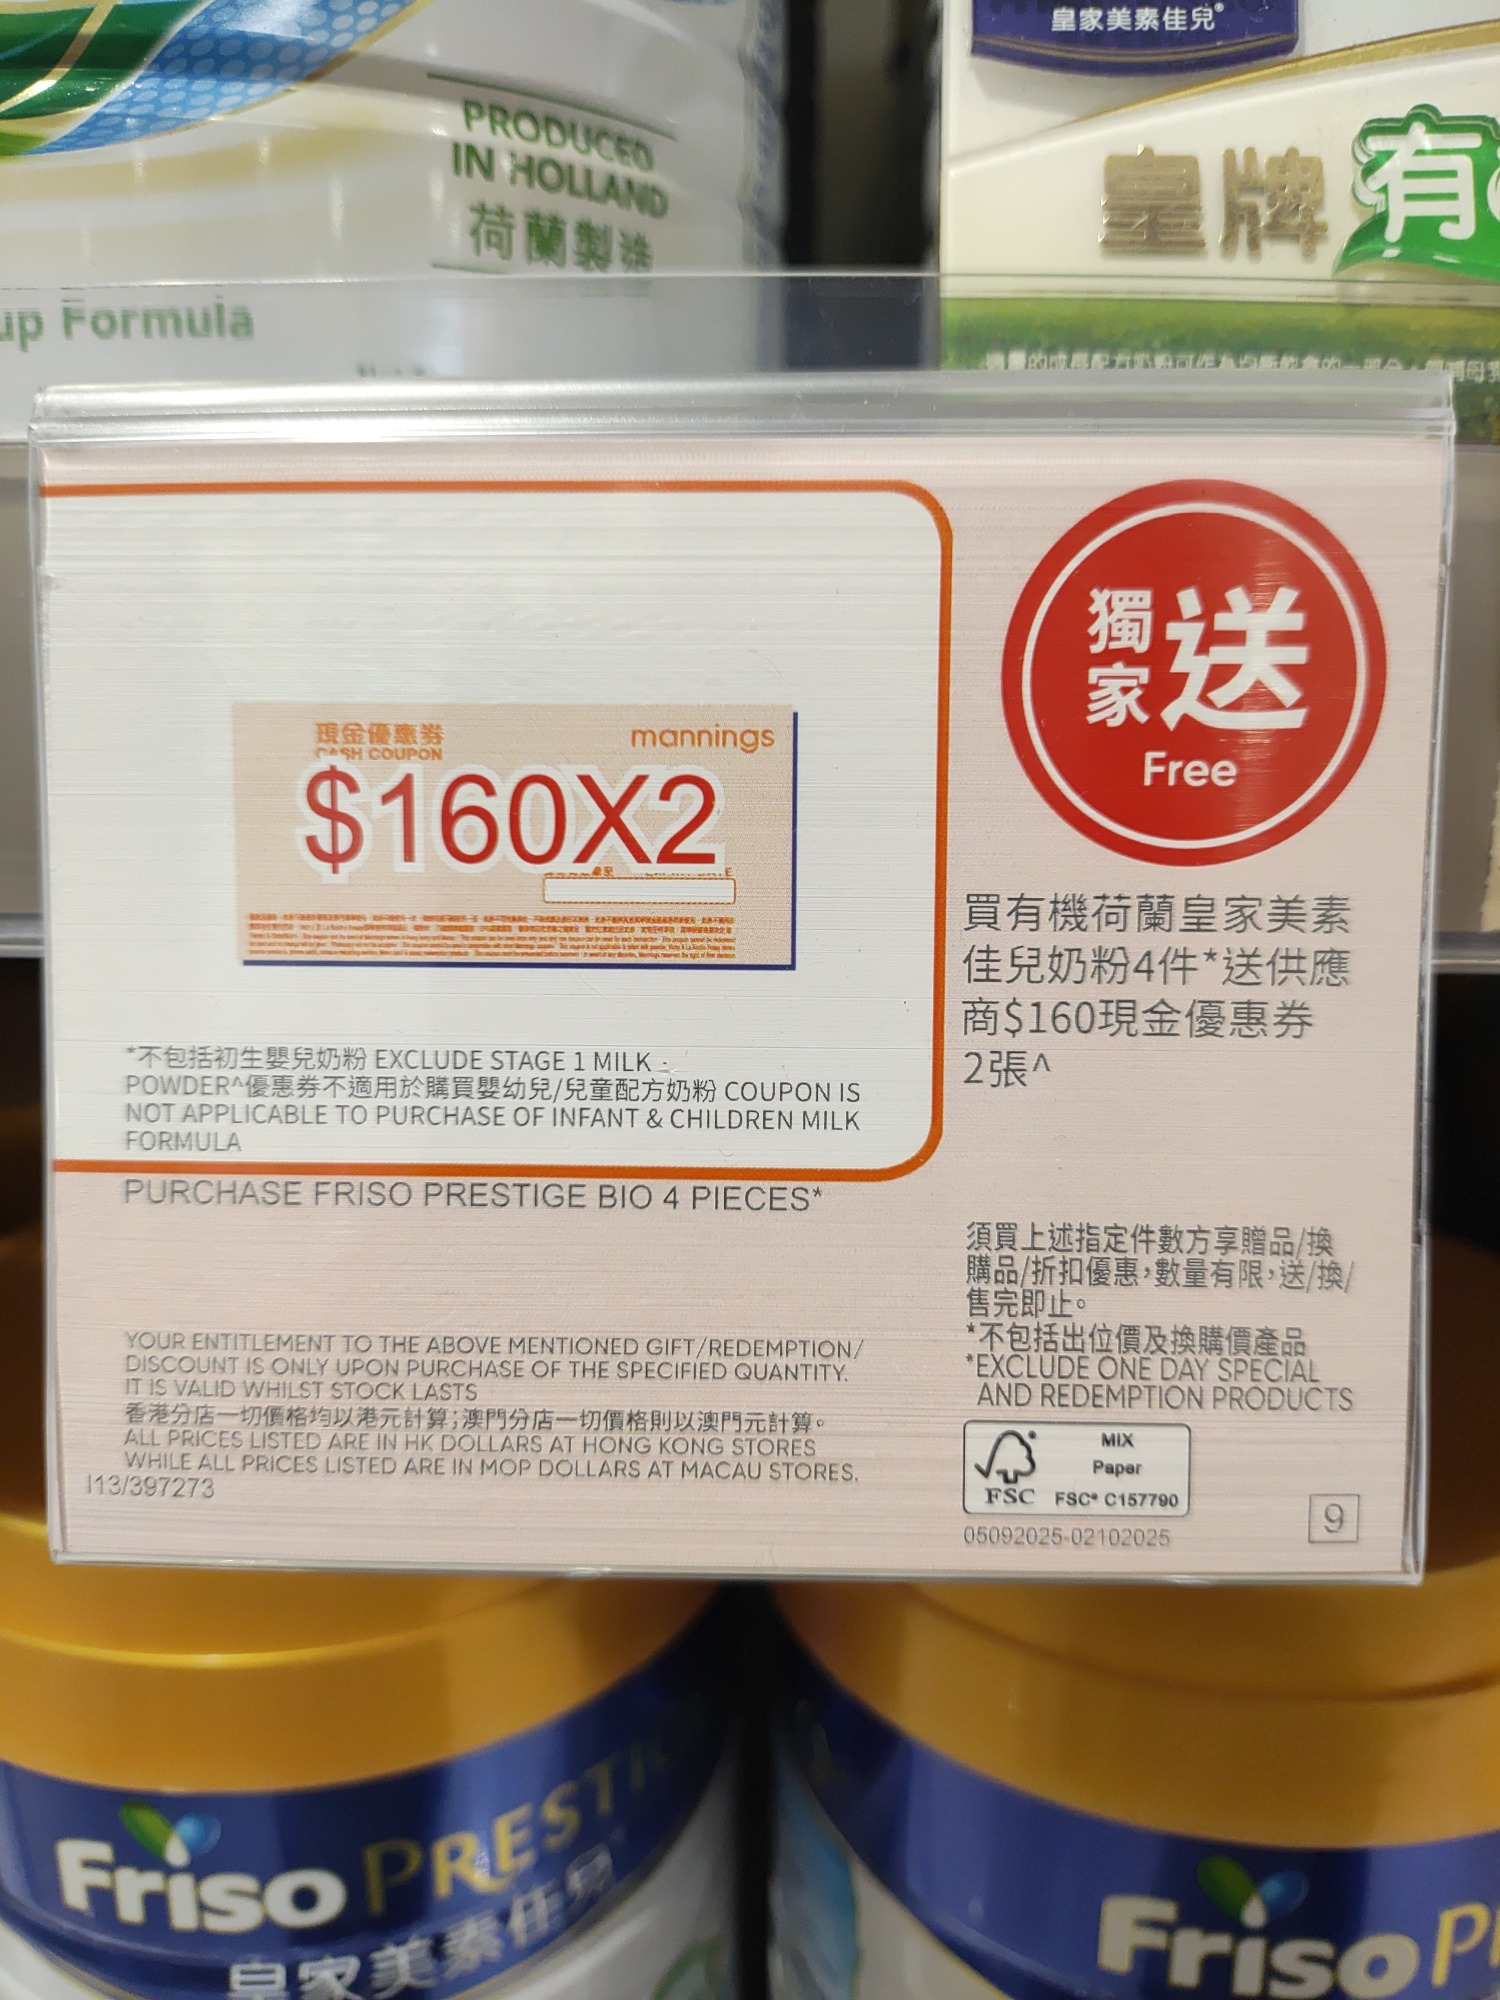 皇家美素佳兒
PRODUCED
IN HOLLAND
荷蘭製造
皇牌有
up Formula
獨家送
Free
現金優惠券
mannings
CASH COUPON
$160X2
買有機荷蘭皇家美素
佳兒奶粉4件*送供應
商$160現金優惠券
2張^
*不包括初生嬰兒奶粉 EXCLUDE STAGE 1 MILK
POWDER^優惠券不適用於購買嬰幼兒/兒童配方奶粉 COUPON IS
NOT APPLICABLE TO PURCHASE OF INFANT & CHILDREN MILK
FORMULA
PURCHASE FRISO PRESTIGE BIO 4 PIECES*
須買上述指定件數方享贈品/換
購品/折扣優惠，數量有限，送/換/
售完即止。
*不包括出位價及換購價產品
*EXCLUDE ONE DAY SPECIAL
AND REDEMPTION PRODUCTS
YOUR ENTITLEMENT TO THE ABOVE MENTIONED GIFT/REDEMPTION/
DISCOUNT IS ONLY UPON PURCHASE OF THE SPECIFIED QUANTITY.
IT IS VALID WHILST STOCK LASTS
香港分店一切價格均以港元計算；澳門分店一切價格則以澳門元計算。
ALL PRICES LISTED ARE IN HK DOLLARS AT HONG KONG STORES
WHILE ALL PRICES LISTED ARE IN MOP DOLLARS AT MACAU STORES.
I13/397273
MIX
Paper
FSC
FSC® C157790
05092025-02102025
9
Friso PRESTI
皇家美素佳兒
Friso P